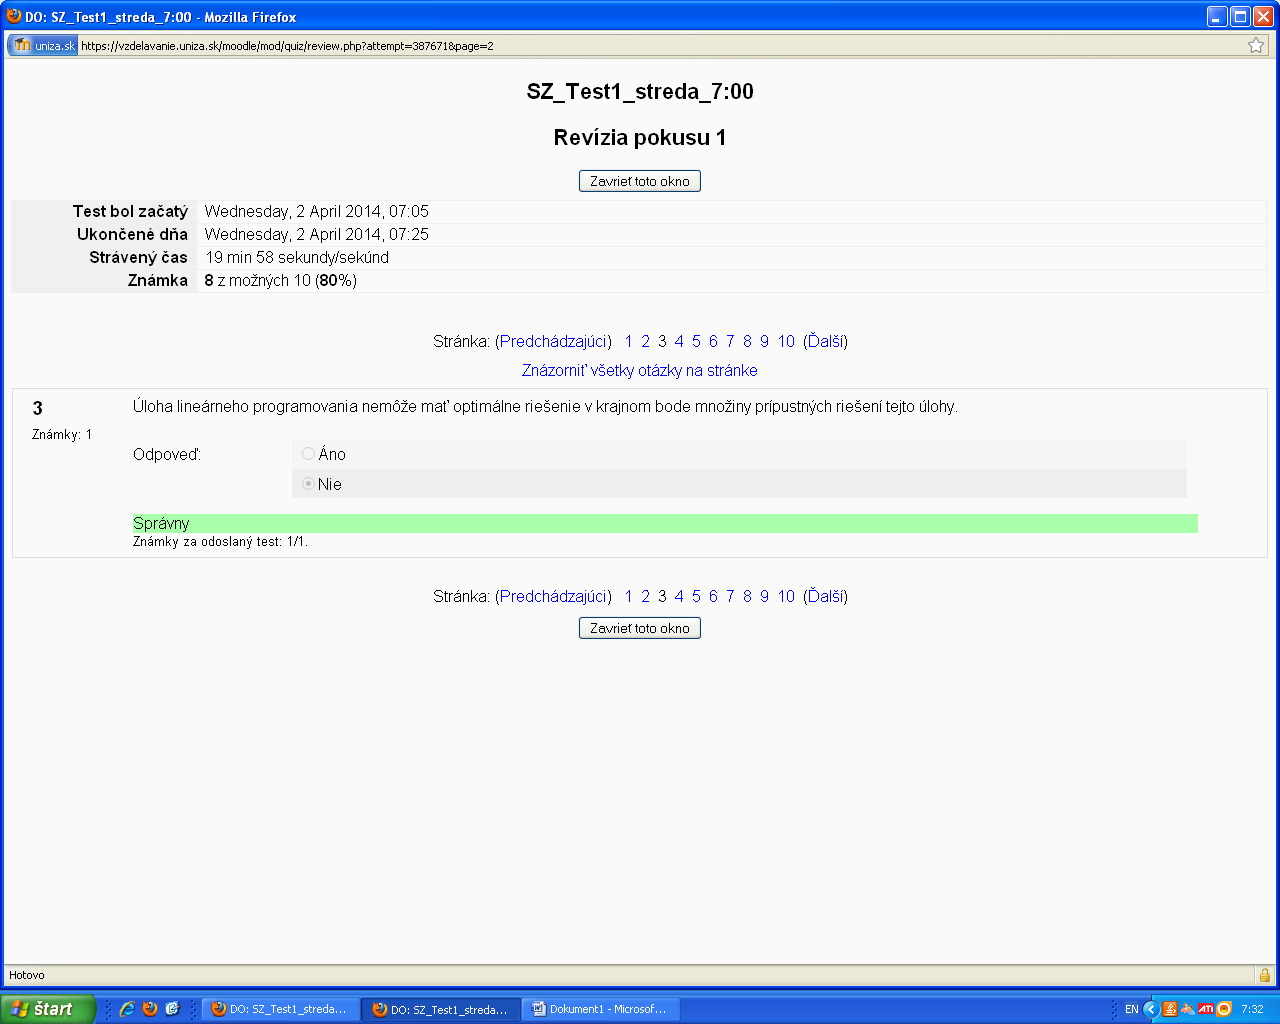 DO: SZ_Test1_streda_7:00 - Mozilla Firefox
uniza.sk https://vzdelavanie.uniza.sk/moodle/mod/quiz/review.php?attempt=387671&page=2
SZ_Test1_streda_7:00
Revízia pokusu 1
Zavrieť toto okno
Test bol začatý Wednesday, 2 April 2014, 07:05
Ukončené dňa Wednesday, 2 April 2014, 07:25
Strávený čas 19 min 58 sekundy/sekúnd
Známka 8 z možných 10 (80%)
Stránka: (Predchádzajúci) 1 2 3 4 5 6 7 8 9 10 (Ďalší)
Znázorniť všetky otázky na stránke
3 Úloha lineárneho programovania nemôže mať optimálne riešenie v krajnom bode množiny prípustných riešení tejto úlohy.
Známky: 1
Odpoveď: Áno
Nie
Správny
Známky za odoslaný test: 1/1.
Stránka: (Predchádzajúci) 1 2 3 4 5 6 7 8 9 10 (Ďalší)
Zavrieť toto okno
Hotovo
štart DO: SZ_Test1_streda... DO: SZ_Test1_streda... Dokument1 - Microsof... EN ATI 7:32